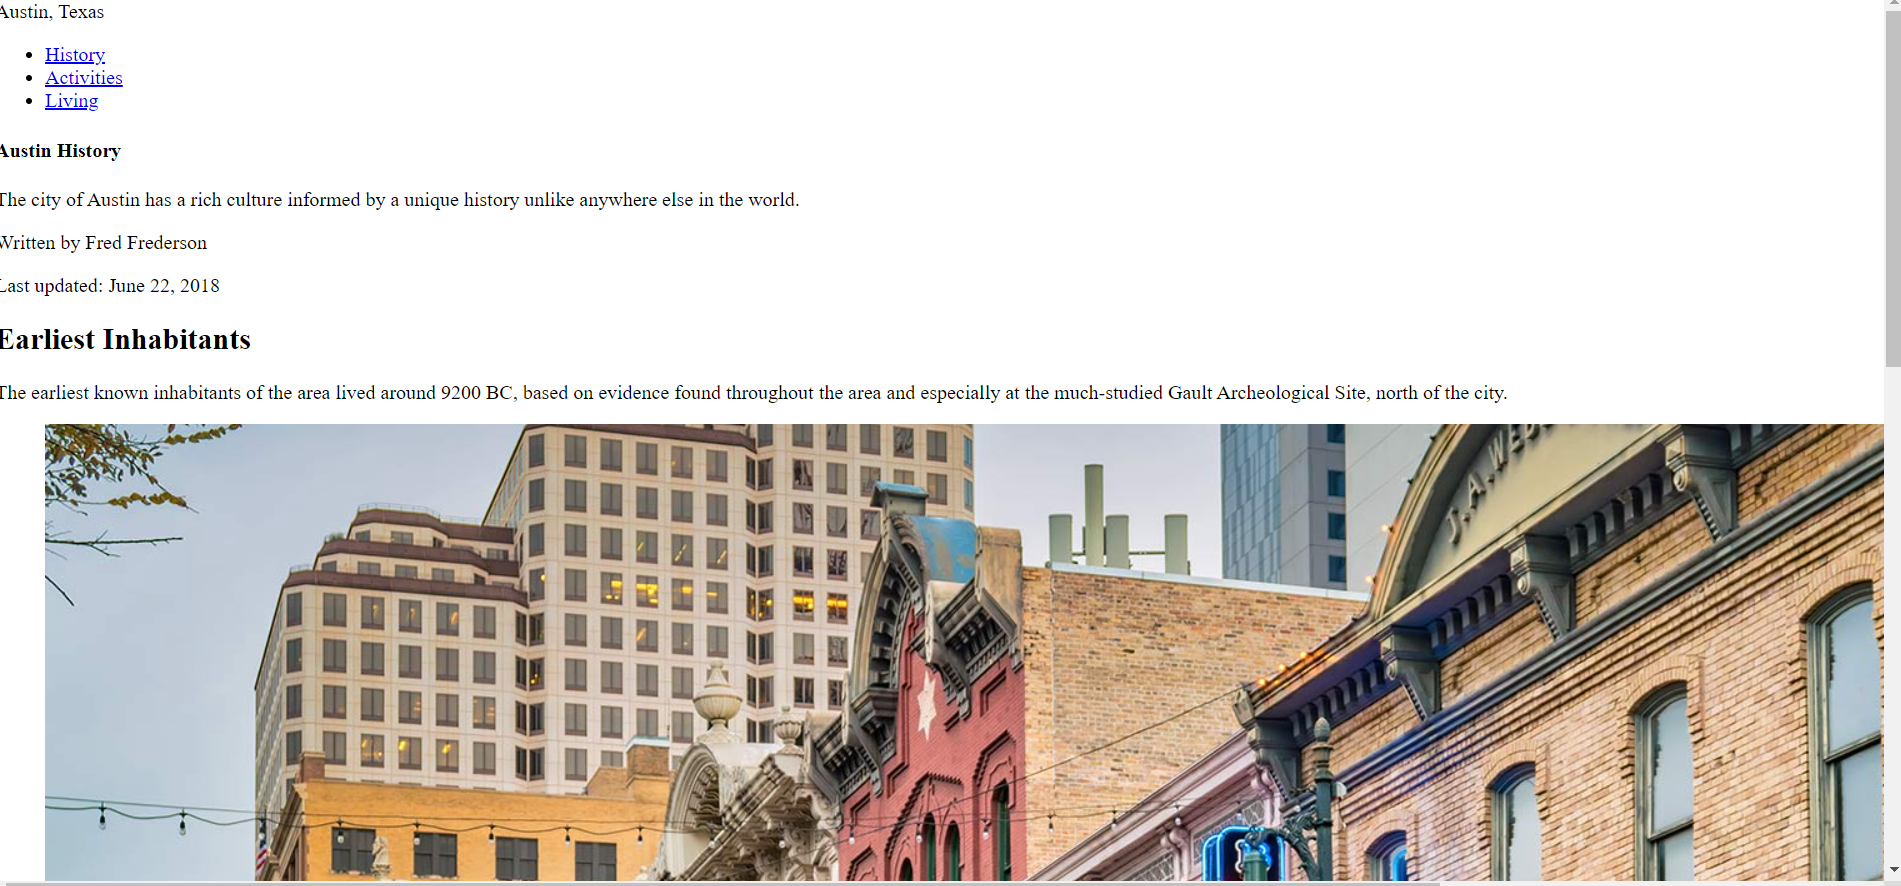 Austin, Texas
History
Activities
Living
Austin History
The city of Austin has a rich culture informed by a unique history unlike anywhere else in the world.
Written by Fred Frederson
Last updated: June 22, 2018
Earliest Inhabitants
The earliest known inhabitants of the area lived around 9200 BC, based on evidence found throughout the area and especially at the much-studied Gault Archeological Site, north of the city.
J.A.